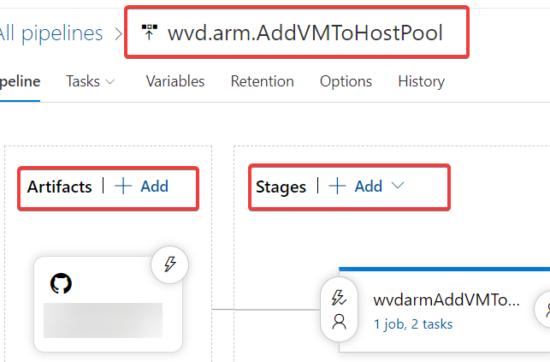 All pipelines > wvd.arm.AddVMToHostPool
peline Tasks Variables Retention Options History
Artifacts | + Add Stages | + Add
wvdarmAddVMTo...
1 job, 2 tasks